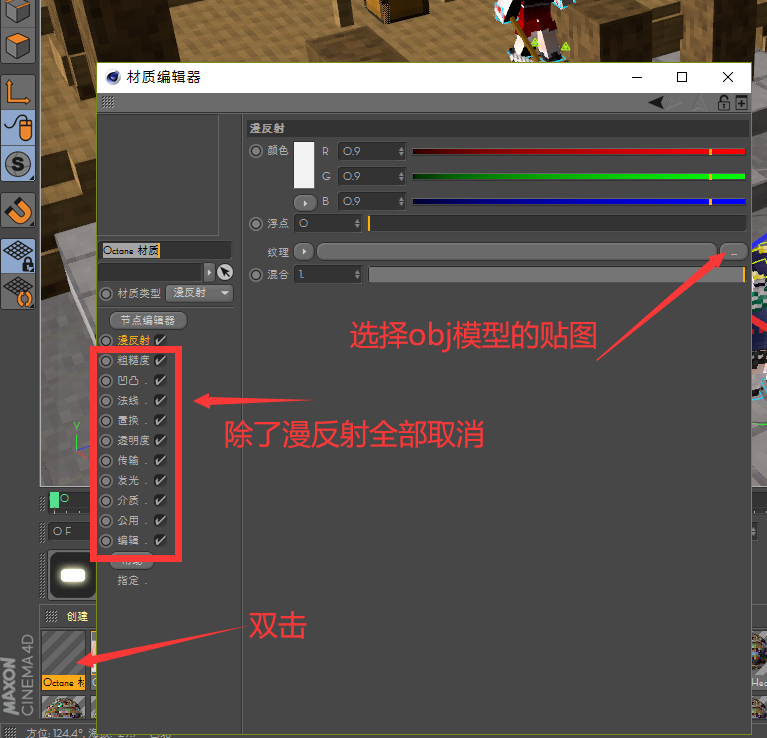 材质编辑器
漫反射
颜色 R 0.9
G 0.9
B 0.9
浮点 0
纹理 ...
混合 1.
Octane 材质
材质类型 漫反射
节点编辑器
漫反射
粗糙度
凹凸 .
法线 .
置换 .
透明度
传输 .
发光 .
介质 .
公用 .
编辑 .
指定 .
选择obj模型的贴图
除了漫反射全部取消
双击
Y
0
0 F
创建
Octane 材
MAXON
CINEMA 4D
方位: 124.4°,